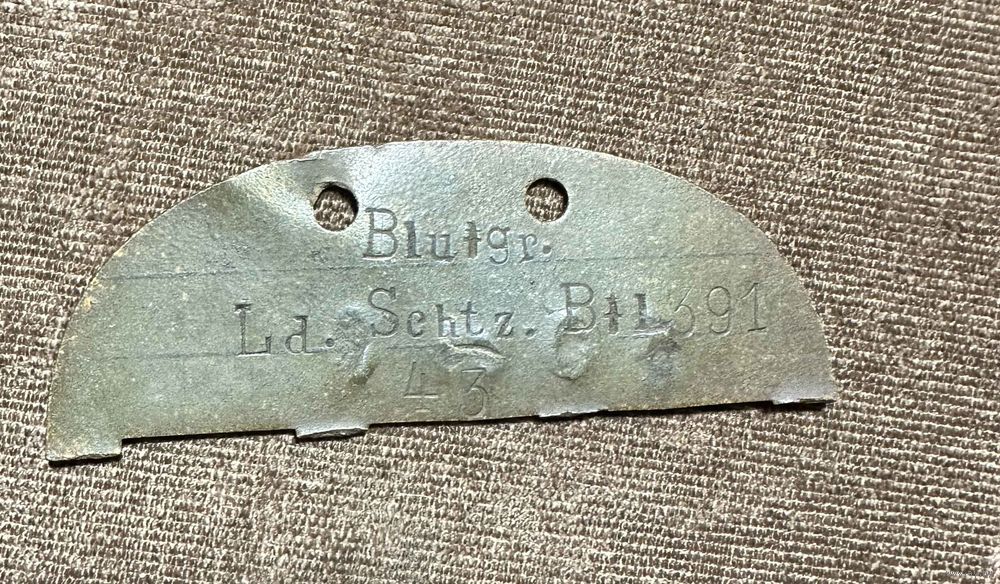 Blutgr.
Ld. Schtz. Btl.391
43